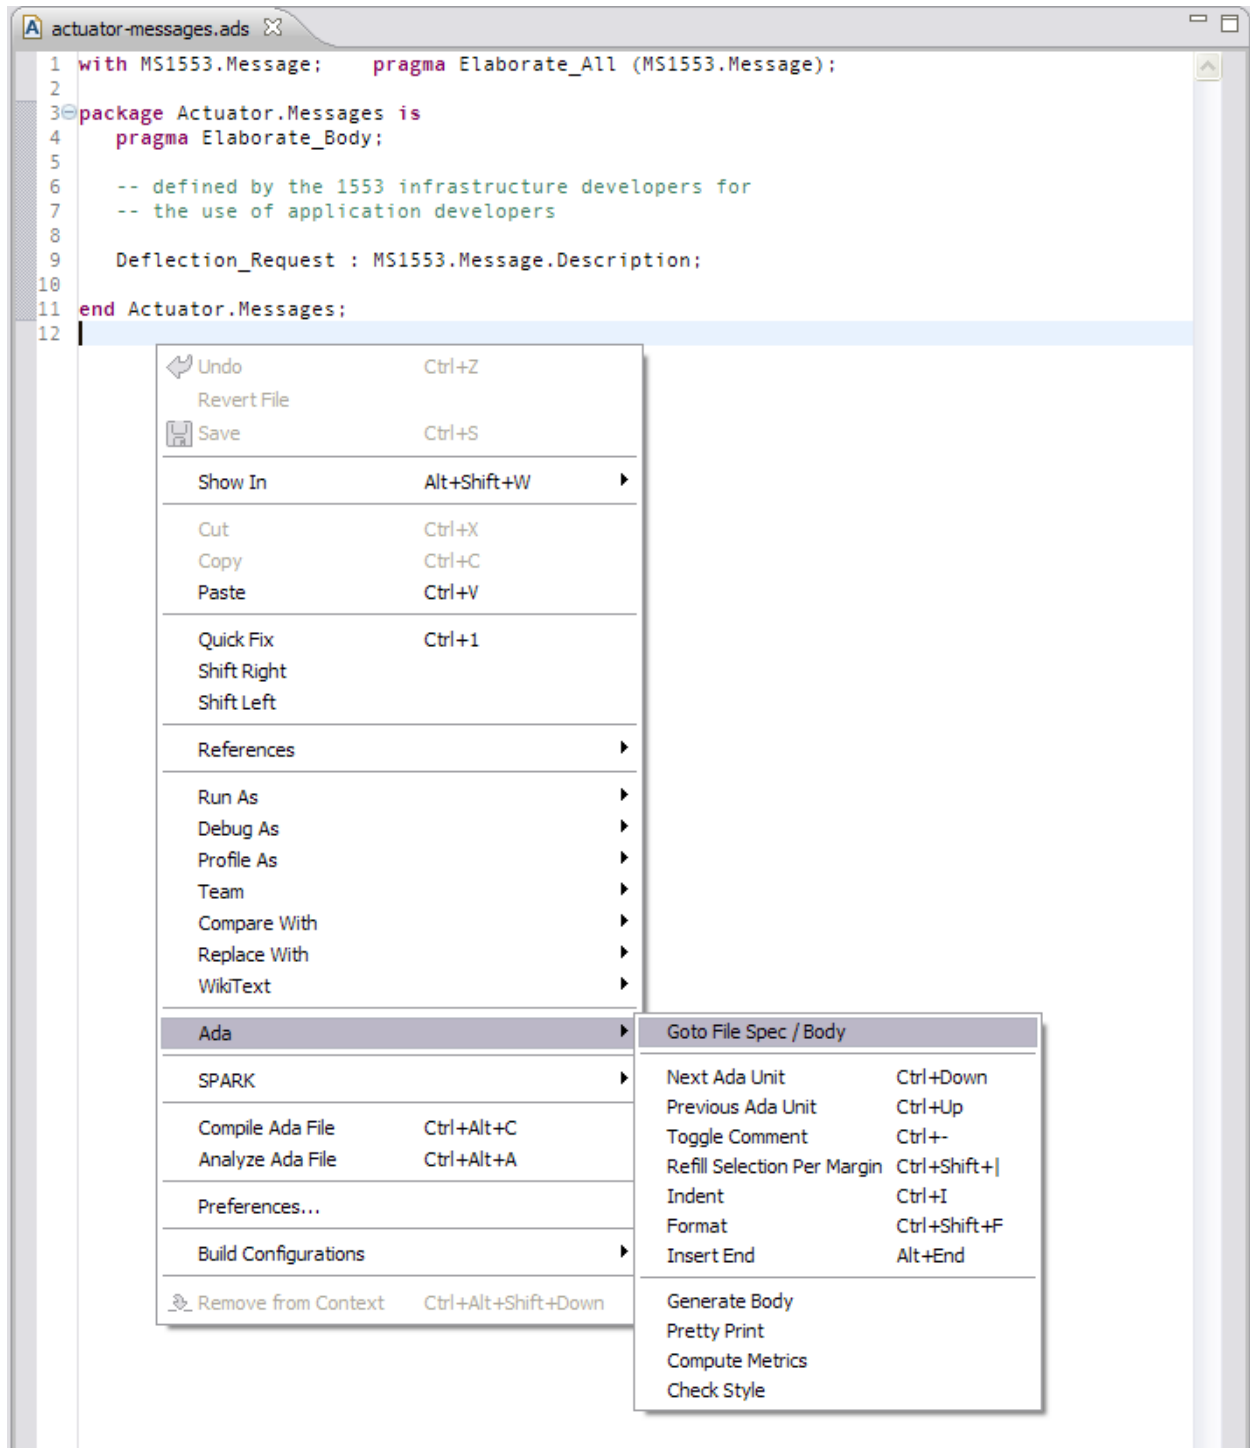 actuator-messages.ads
1 with MS1553.Message;    pragma Elaborate_All (MS1553.Message);
2
3 package Actuator.Messages is
4    pragma Elaborate_Body;
5
6    -- defined by the 1553 infrastructure developers for
7    -- the use of application developers
8
9    Deflection_Request : MS1553.Message.Description;
10
11 end Actuator.Messages;
12
Undo Ctrl+Z
Revert File
Save Ctrl+S
Show In Alt+Shift+W
Cut Ctrl+X
Copy Ctrl+C
Paste Ctrl+V
Quick Fix Ctrl+1
Shift Right
Shift Left
References
Run As
Debug As
Profile As
Team
Compare With
Replace With
WikiText
Ada
SPARK
Compile Ada File Ctrl+Alt+C
Analyze Ada File Ctrl+Alt+A
Preferences...
Build Configurations
Remove from Context Ctrl+Alt+Shift+Down
Goto File Spec / Body
Next Ada Unit Ctrl+Down
Previous Ada Unit Ctrl+Up
Toggle Comment Ctrl+-
Refill Selection Per Margin Ctrl+Shift+|
Indent Ctrl+I
Format Ctrl+Shift+F
Insert End Alt+End
Generate Body
Pretty Print
Compute Metrics
Check Style